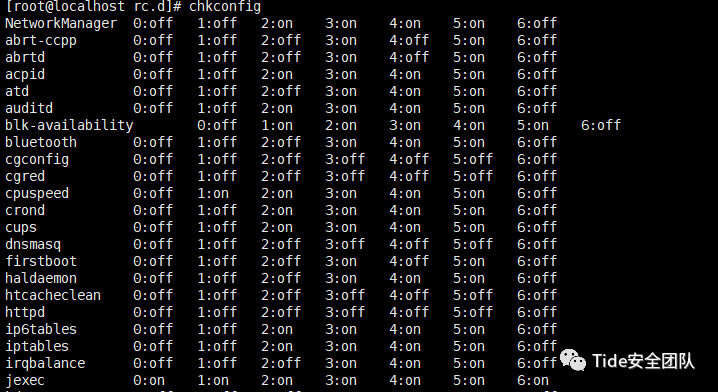 [root@localhost rc.d]# chkconfig
NetworkManager 0:off 1:off 2:on 3:on 4:on 5:on 6:off
abrt-ccpp 0:off 1:off 2:off 3:on 4:off 5:on 6:off
abrtd 0:off 1:off 2:off 3:on 4:off 5:on 6:off
acpid 0:off 1:off 2:on 3:on 4:on 5:on 6:off
atd 0:off 1:off 2:off 3:on 4:on 5:on 6:off
auditd 0:off 1:off 2:on 3:on 4:on 5:on 6:off
blk-availability 0:off 1:on 2:on 3:on 4:on 5:on 6:off
bluetooth 0:off 1:off 2:off 3:on 4:on 5:on 6:off
cgconfig 0:off 1:off 2:off 3:off 4:off 5:off 6:off
cgred 0:off 1:off 2:off 3:off 4:off 5:off 6:off
cpuspeed 0:off 1:on 2:on 3:on 4:on 5:on 6:off
crond 0:off 1:off 2:on 3:on 4:on 5:on 6:off
cups 0:off 1:off 2:on 3:on 4:on 5:on 6:off
dnsmasq 0:off 1:off 2:off 3:off 4:off 5:off 6:off
firstboot 0:off 1:off 2:off 3:on 4:off 5:on 6:off
haldaemon 0:off 1:off 2:off 3:on 4:on 5:on 6:off
htcacheclean 0:off 1:off 2:off 3:off 4:off 5:off 6:off
httpd 0:off 1:off 2:off 3:off 4:off 5:off 6:off
ip6tables 0:off 1:off 2:on 3:on 4:on 5:on 6:off
iptables 0:off 1:off 2:on 3:on 4:on 5:on 6:off
irqbalance 0:off 1:off 2:off 3:on 4:on 5:on 6:off
jexec 0:on 1:on 2:on 3:on 4:on 5:on 6:on
Tide安全团队